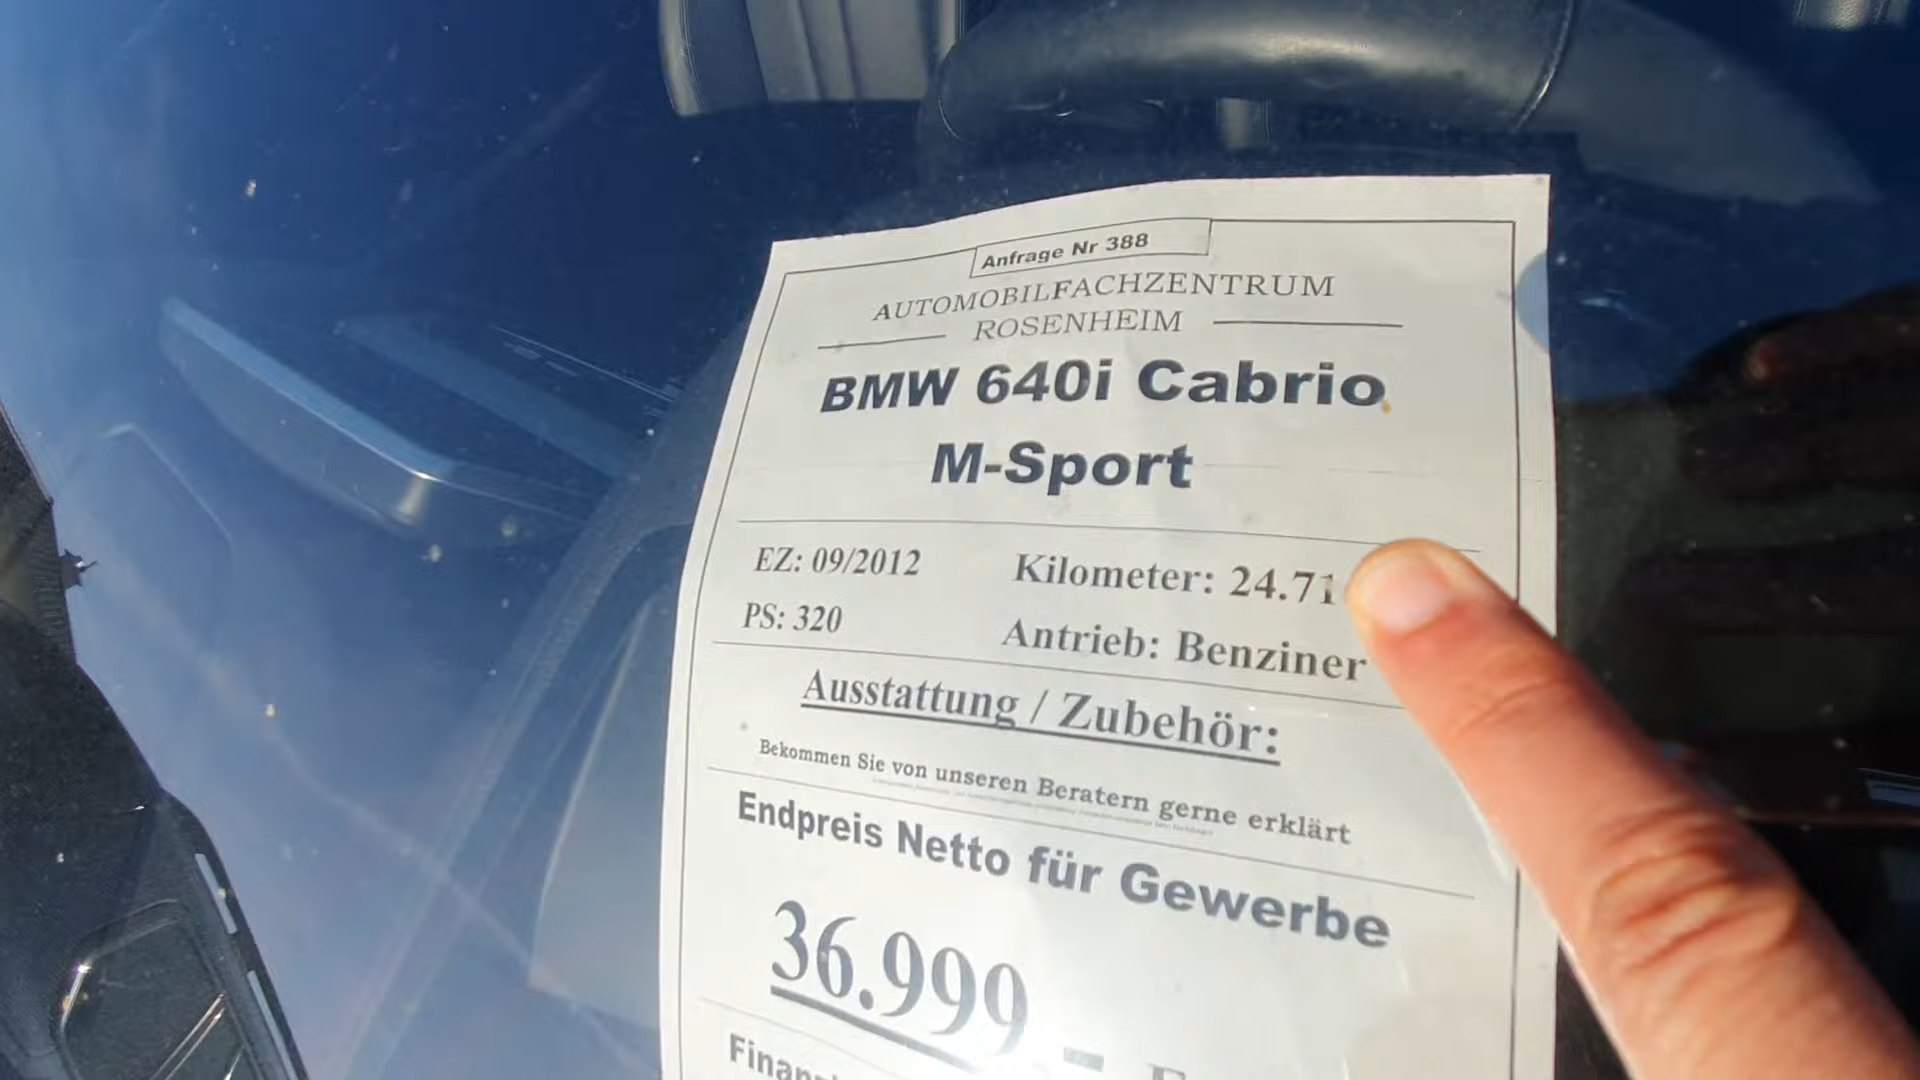 Anfrage Nr 388
AUTOMOBILFACHZENTRUM
ROSENHEIM
BMW 640i Cabrio
M-Sport
EZ: 09/2012 Kilometer: 24.71
PS: 320 Antrieb: Benziner
Ausstattung / Zubehör:
Bekommen Sie von unseren Beratern gerne erklärt
Endpreis Netto für Gewerbe
36.999